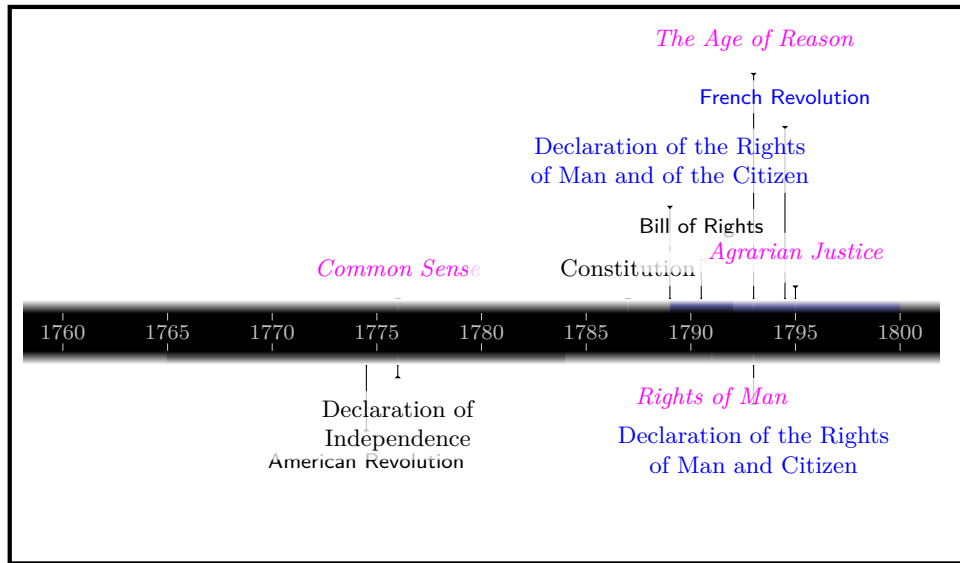 The Age of Reason
French Revolution
Declaration of the Rights
of Man and of the Citizen
Bill of Rights
Agrarian Justice
Common Sense
Constitution
1760 1765 1770 1775 1780 1785 1790 1795 1800
Rights of Man
Declaration of
Independence
Declaration of the Rights
of Man and Citizen
American Revolution